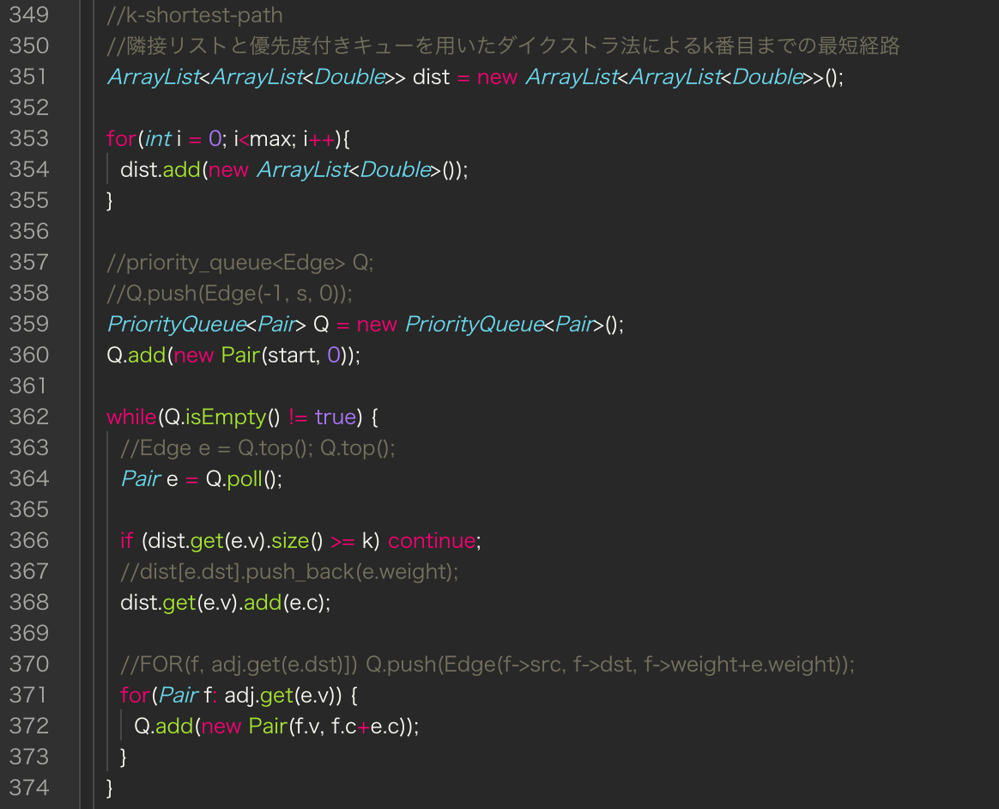 349 //k-shortest-path
350 //隣接リストと優先度付きキューを用いたダイクストラ法によるk番目までの最短経路
351 ArrayList<ArrayList<Double>> dist = new ArrayList<ArrayList<Double>>();
352
353 for(int i = 0; i<max; i++){
354 dist.add(new ArrayList<Double>());
355 }
356
357 //priority_queue<Edge> Q;
358 //Q.push(Edge(-1, s, 0));
359 PriorityQueue<Pair> Q = new PriorityQueue<Pair>();
360 Q.add(new Pair(start, 0));
361
362 while(Q.isEmpty() != true) {
363 //Edge e = Q.top(); Q.top();
364 Pair e = Q.poll();
365
366 if (dist.get(e.v).size() >= k) continue;
367 //dist[e.dst].push_back(e.weight);
368 dist.get(e.v).add(e.c);
369
370 //FOR(f, adj.get(e.dst)]) Q.push(Edge(f->src, f->dst, f->weight+e.weight));
371 for(Pair f: adj.get(e.v)) {
372 Q.add(new Pair(f.v, f.c+e.c));
373 }
374 }